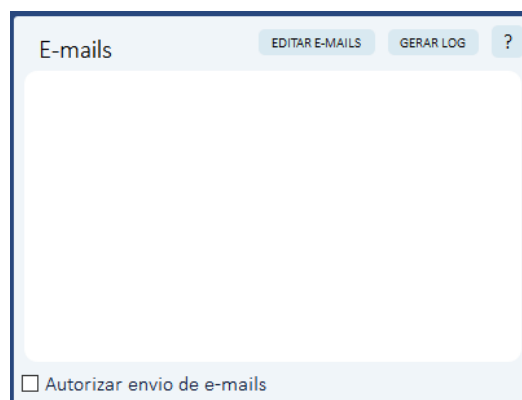 E-mails
EDITAR E-MAILS
GERAR LOG
?
Autorizar envio de e-mails